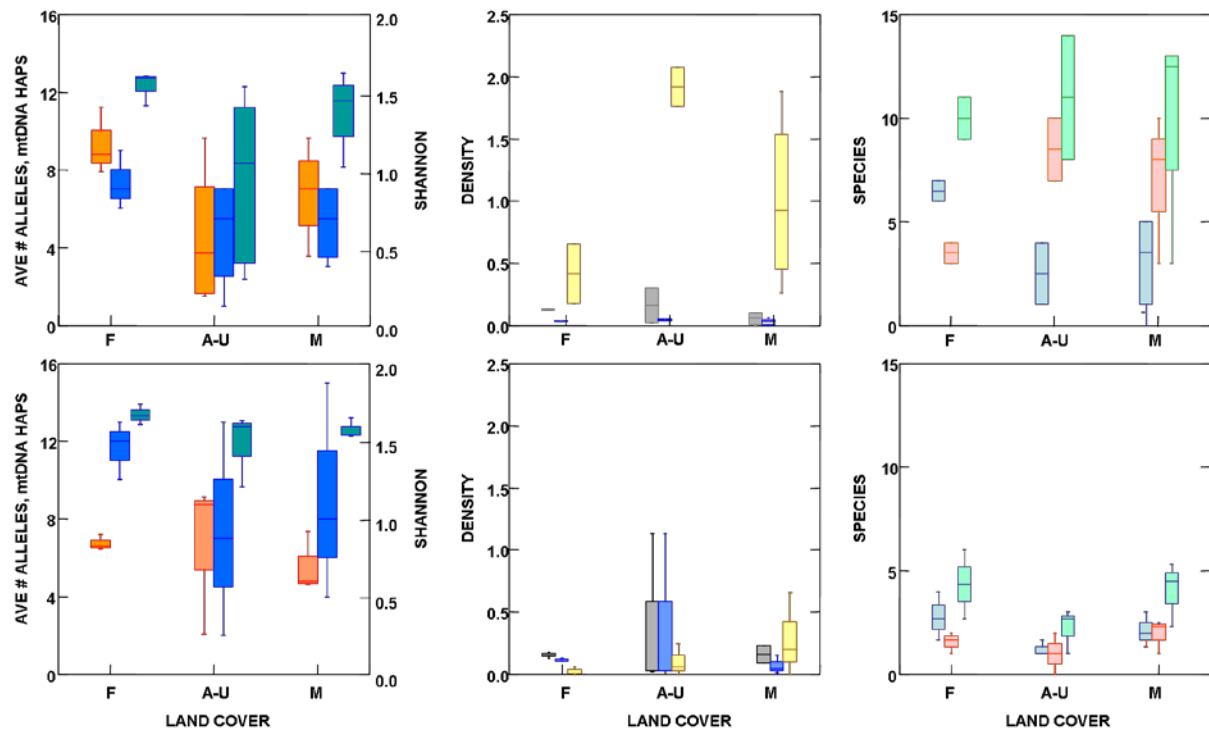 AVE # ALLELES, mtDNA HAPS
16
12
8
4
0
2.0
1.5
1.0
0.5
0.0
SHANNON
F A-U M
LAND COVER
DENSITY
2.5
2.0
1.5
1.0
0.5
0.0
F A-U M
LAND COVER
SPECIES
15
10
5
0
F A-U M
LAND COVER
AVE # ALLELES, mtDNA HAPS
16
12
8
4
0
2.0
1.5
1.0
0.5
0.0
SHANNON
F A-U M
LAND COVER
DENSITY
2.5
2.0
1.5
1.0
0.5
0.0
F A-U M
SPECIES
15
10
5
0
F A-U M
LAND COVER